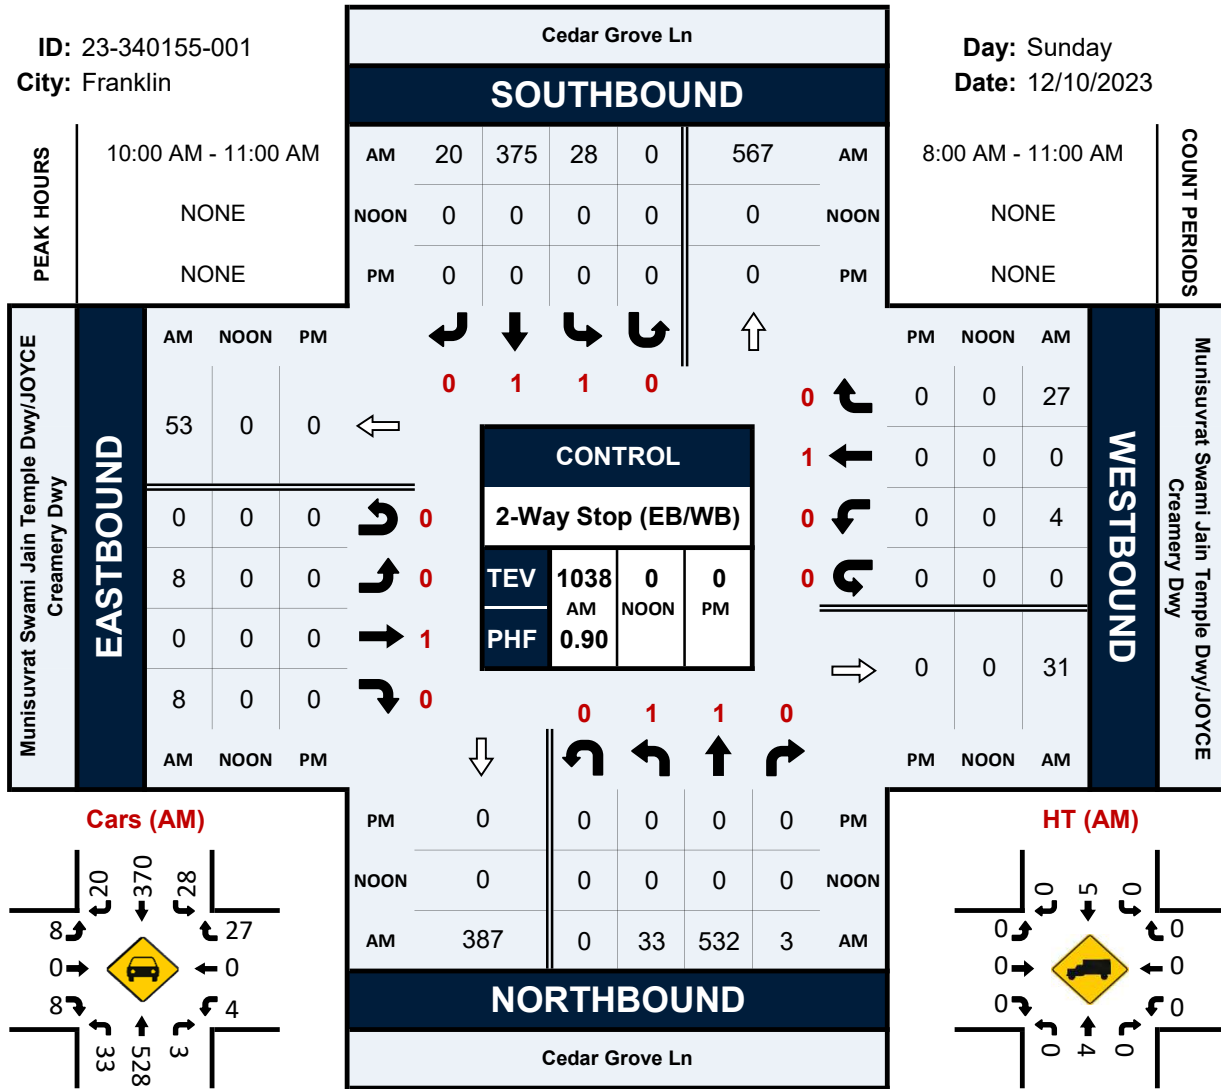 ID: 23-340155-001
City: Franklin
Cedar Grove Ln
SOUTHBOUND
Day: Sunday
Date: 12/10/2023
PEAK HOURS
10:00 AM - 11:00 AM
NONE
NONE
AM 20 375 28 0 567 AM
NOON 0 0 0 0 0 NOON
PM 0 0 0 0 0 PM
8:00 AM - 11:00 AM
NONE
NONE
COUNT PERIODS
0 1 1 0
Munisuvrat Swami Jain Temple Dwy/JOYCE
Creamery Dwy
EASTBOUND
AM NOON PM
53 0 0
0 0 0 0
8 0 0 0
0 0 0 1
8 0 0 0
AM NOON PM
CONTROL
2-Way Stop (EB/WB)
TEV 1038 0 0
AM NOON PM
PHF 0.90
PM NOON AM
0 0 0 27
1 0 0 0
0 0 0 4
0 0 0 0
0 0 31
PM NOON AM
WESTBOUND
Munisuvrat Swami Jain Temple Dwy/JOYCE
Creamery Dwy
0 1 1 0
PM 0 0 0 0 0 PM
NOON 0 0 0 0 0 NOON
AM 387 0 33 532 3 AM
NORTHBOUND
Cedar Grove Ln
Cars (AM)
20 370 28
8 27
0 0
8 4
33 528 3
HT (AM)
0 5 0
0 0
0 0
0 0
0 4 0